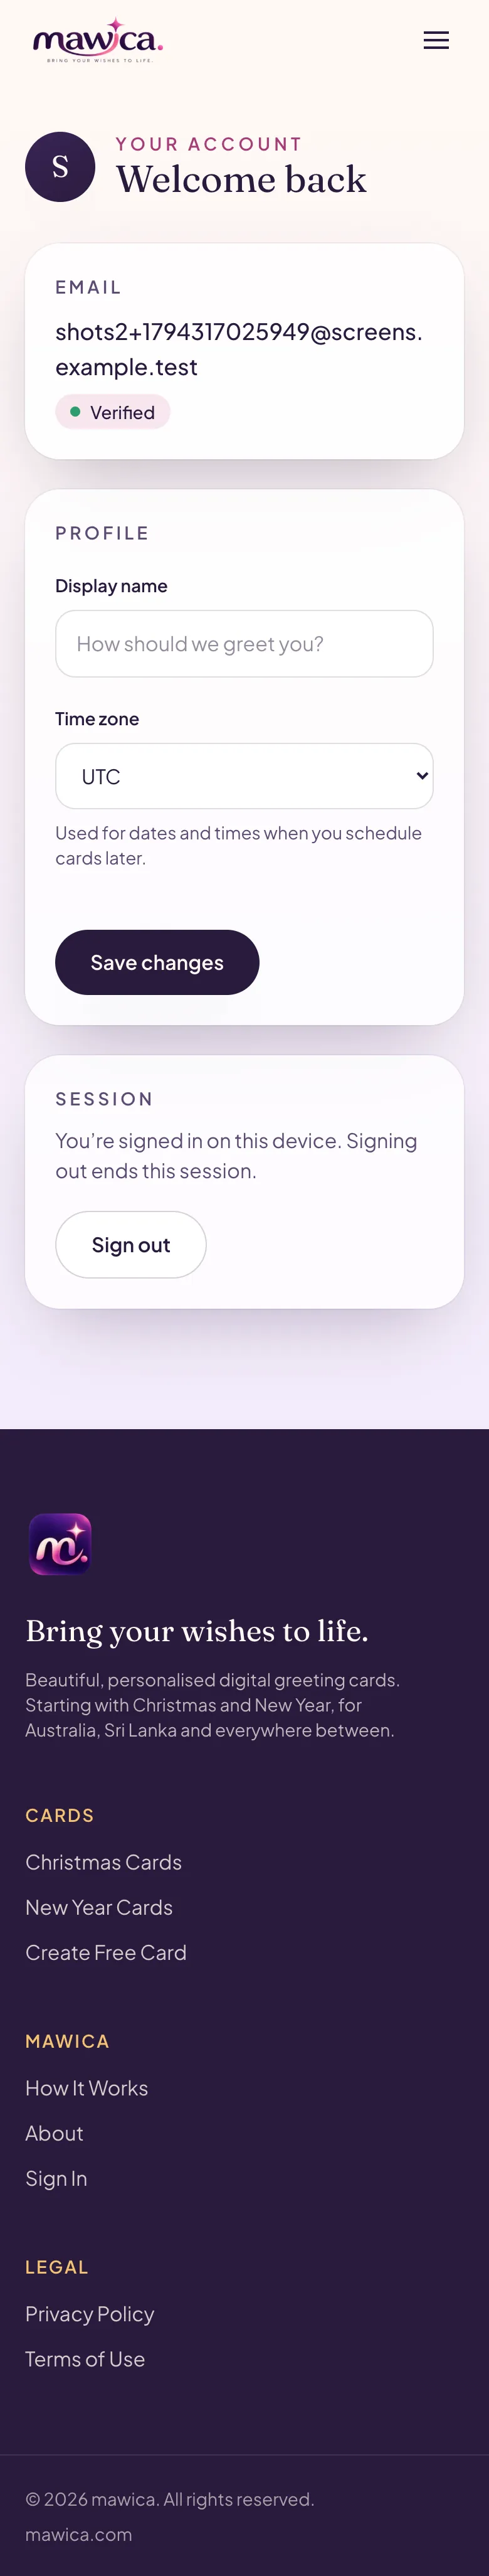 mawica.
BRING YOUR WISHES TO LIFE.
YOUR ACCOUNT
S
Welcome back
EMAIL
shots2+1794317025949@screens.
example.test
Verified
PROFILE
Display name
How should we greet you?
Time zone
UTC
Used for dates and times when you schedule
cards later.
Save changes
SESSION
You’re signed in on this device. Signing
out ends this session.
Sign out
m.
Bring your wishes to life.
Beautiful, personalised digital greeting cards.
Starting with Christmas and New Year, for
Australia, Sri Lanka and everywhere between.
CARDS
Christmas Cards
New Year Cards
Create Free Card
MAWICA
How It Works
About
Sign In
LEGAL
Privacy Policy
Terms of Use
© 2026 mawica. All rights reserved.
mawica.com